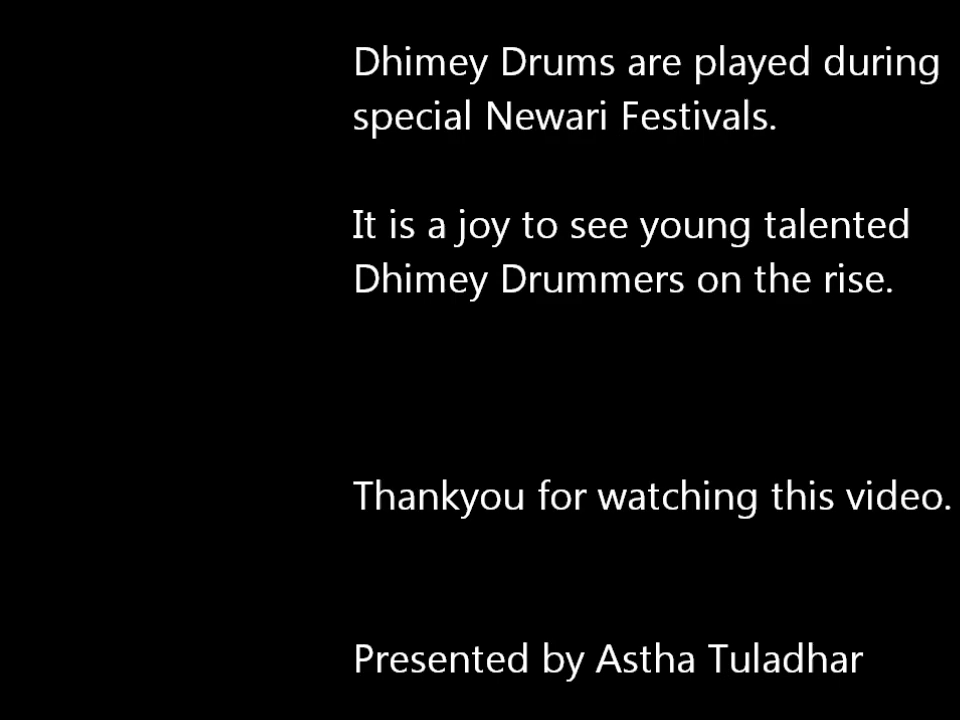 Dhimey Drums are played during
special Newari Festivals.
It is a joy to see young talented
Dhimey Drummers on the rise.
Thankyou for watching this video.
Presented by Astha Tuladhar